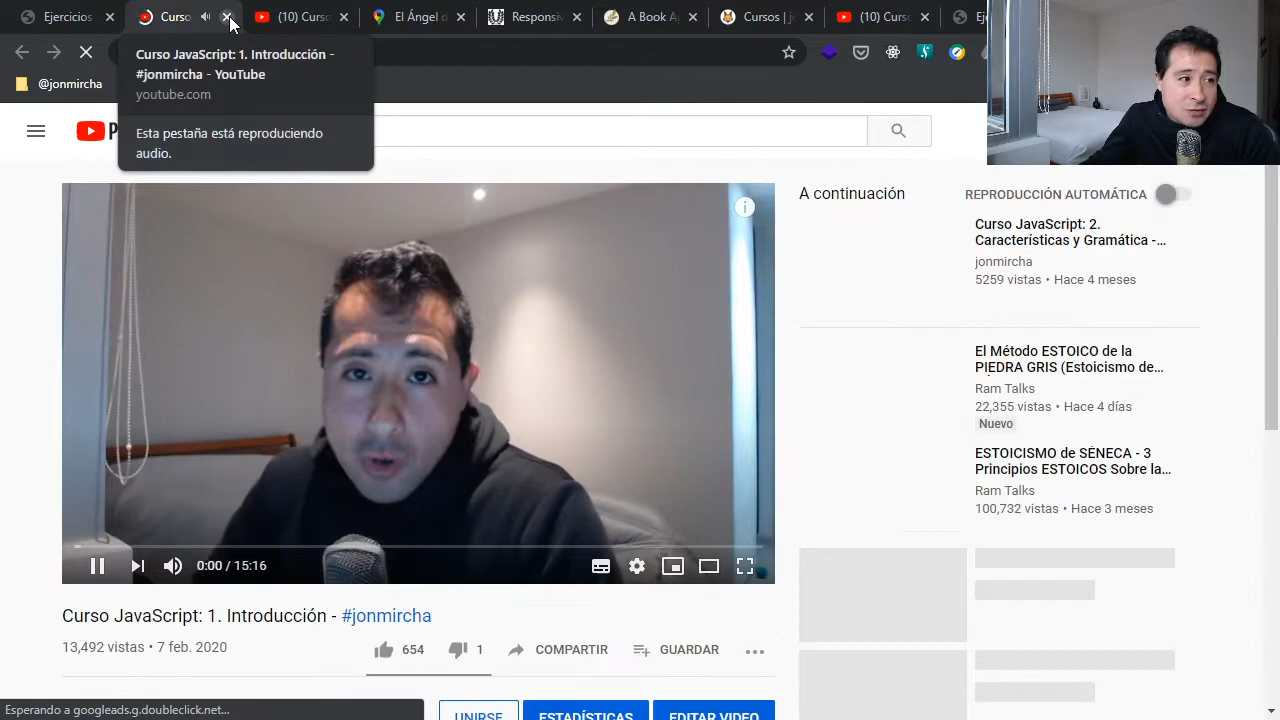 Ejercicios
Curso
(10) Curso
El Ángel d
Responsiv
A Book Ap
Cursos | j
(10) Curso
Eje
Curso JavaScript: 1. Introducción -
#jonmircha - YouTube
youtube.com
Esta pestaña está reproduciendo
audio.
@jonmircha
P
A continuación
REPRODUCCIÓN AUTOMÁTICA
Curso JavaScript: 2.
Características y Gramática -...
jonmircha
5259 vistas • Hace 4 meses
El Método ESTOICO de la
PIEDRA GRIS (Estoicismo de...
Ram Talks
22,355 vistas • Hace 4 días
Nuevo
ESTOICISMO de SÉNECA - 3
Principios ESTOICOS Sobre la...
Ram Talks
100,732 vistas • Hace 3 meses
0:00 / 15:16
Curso JavaScript: 1. Introducción - #jonmircha
13,492 vistas • 7 feb. 2020
654
1
COMPARTIR
GUARDAR
UNIRSE
ESTADÍSTICAS
EDITAR VIDEO
Esperando a googleads.g.doubleclick.net...